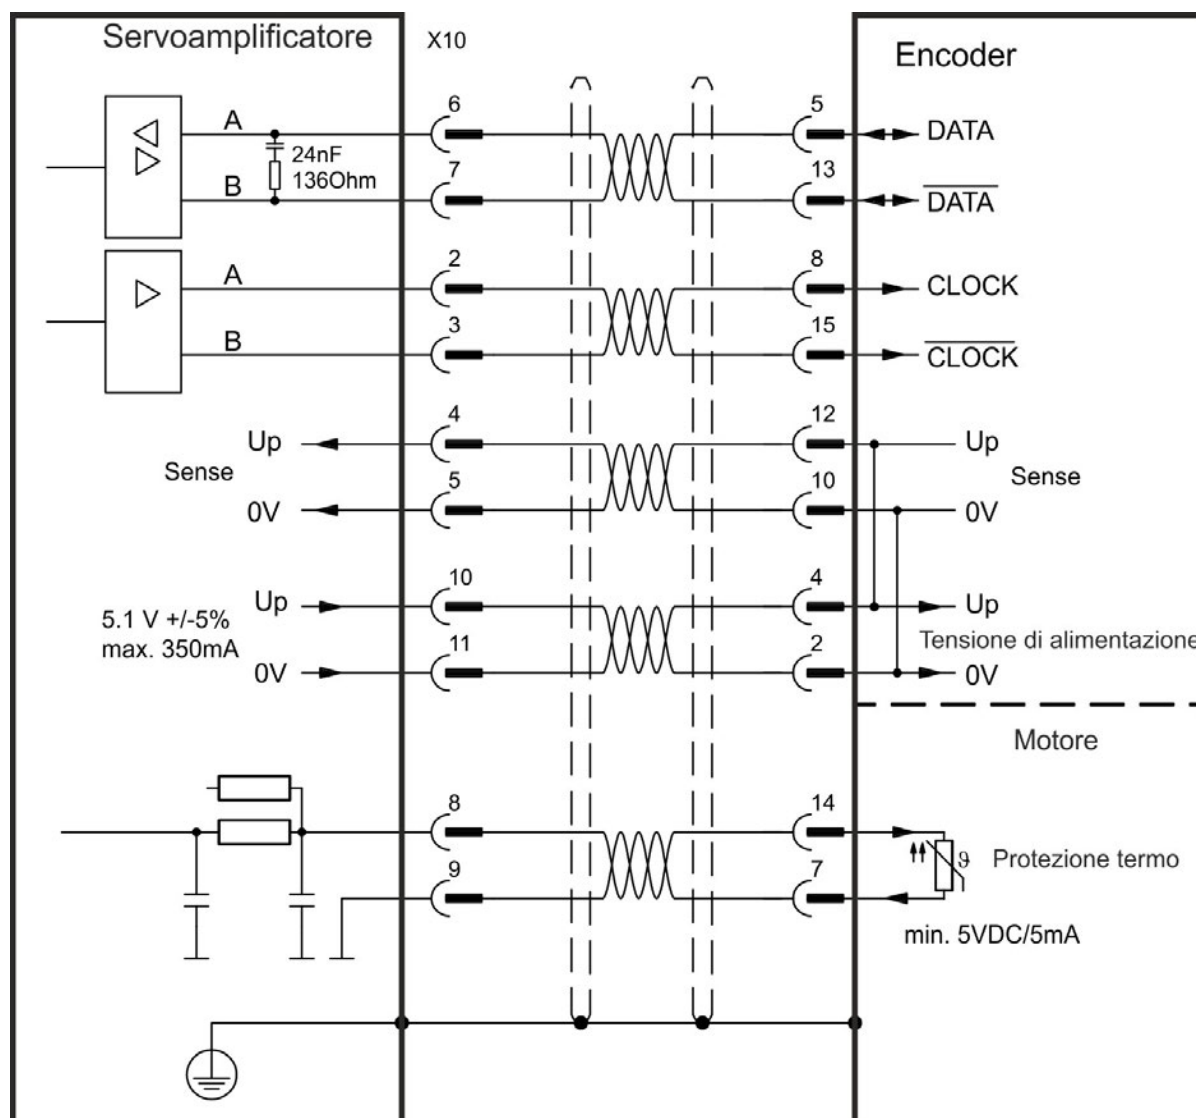 Servoamplificatore
X10
Encoder
A
6
5
DATA
24nF
136Ohm
B
7
13
DATA
A
2
8
CLOCK
B
3
15
CLOCK
Up
4
12
Up
Sense
Sense
0V
5
10
0V
5.1 V +/-5%
max. 350mA
Up
10
4
Up
Tensione di alimentazione
0V
11
2
0V
Motore
8
14
ϑ
Protezione termo
9
7
min. 5VDC/5mA